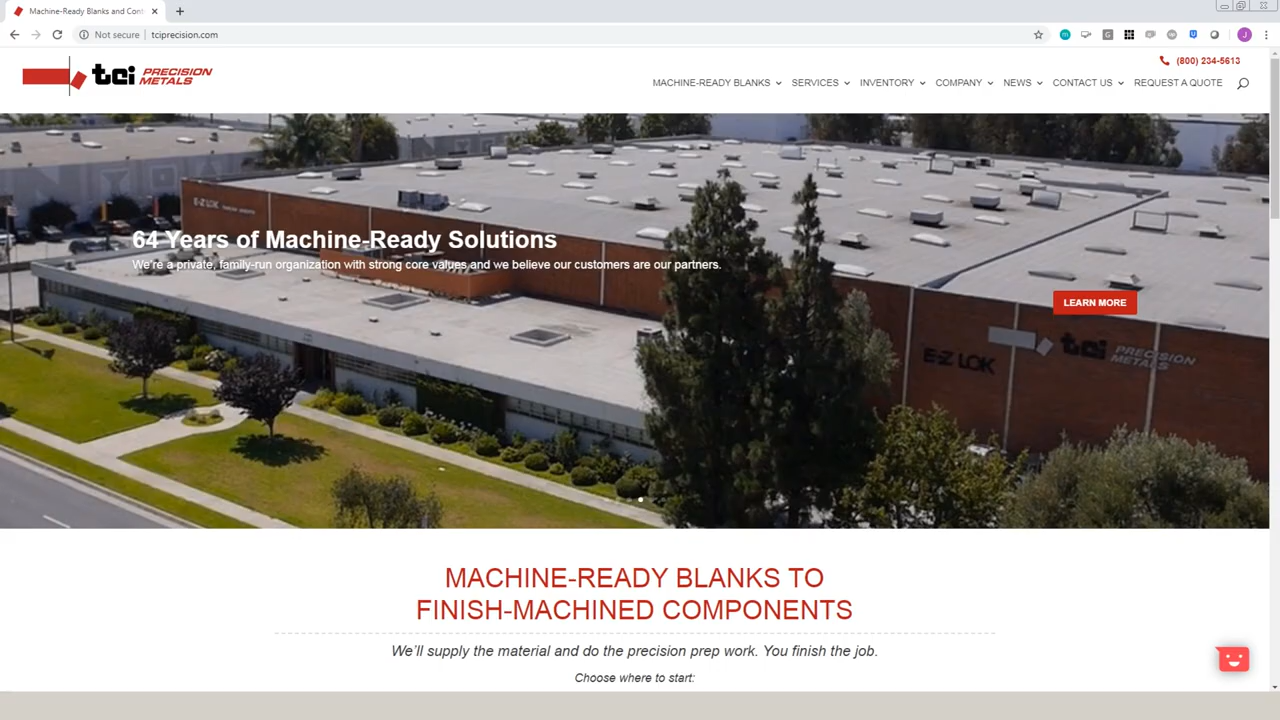 Machine-Ready Blanks and Cont
Not secure
tciprecision.com
J
tci PRECISION METALS
(800) 234-5613
MACHINE-READY BLANKS
SERVICES
INVENTORY
COMPANY
NEWS
CONTACT US
REQUEST A QUOTE
E-Z LOK
64 Years of Machine-Ready Solutions
We're a private, family-run organization with strong core values and we believe our customers are our partners.
LEARN MORE
E-Z LOK
tci PRECISION METALS
MACHINE-READY BLANKS TO
FINISH-MACHINED COMPONENTS
We'll supply the material and do the precision prep work. You finish the job.
Choose where to start: